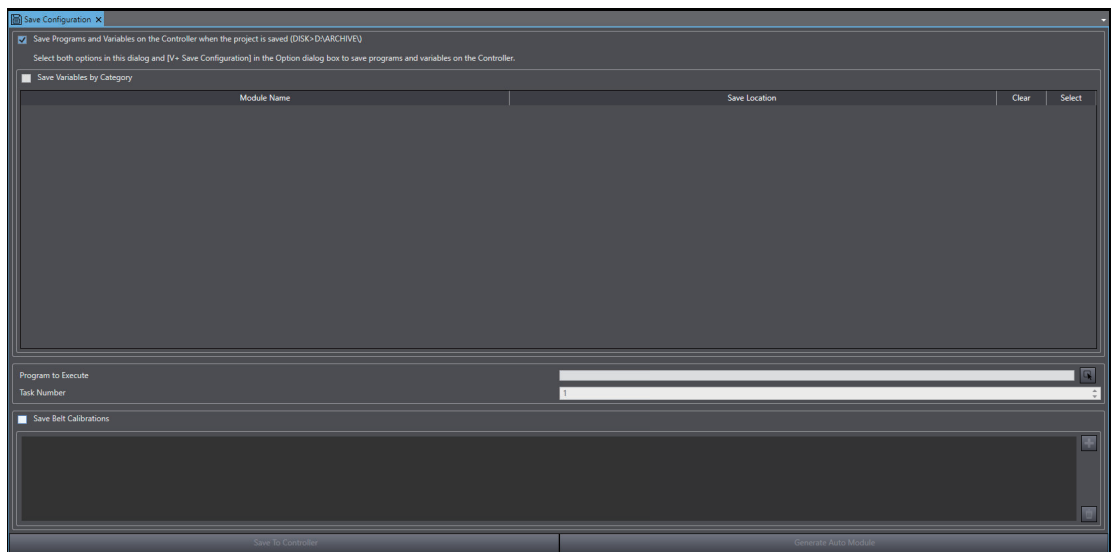 Save Configuration
Save Programs and Variables on the Controller when the project is saved (DISK>D:\ARCHIVE\)
Select both options in this dialog and [V+ Save Configuration] in the Option dialog box to save programs and variables on the Controller.
Save Variables by Category
Module Name Save Location Clear Select
Program to Execute
Task Number 1
Save Belt Calibrations
Save To Controller Generate Auto Module